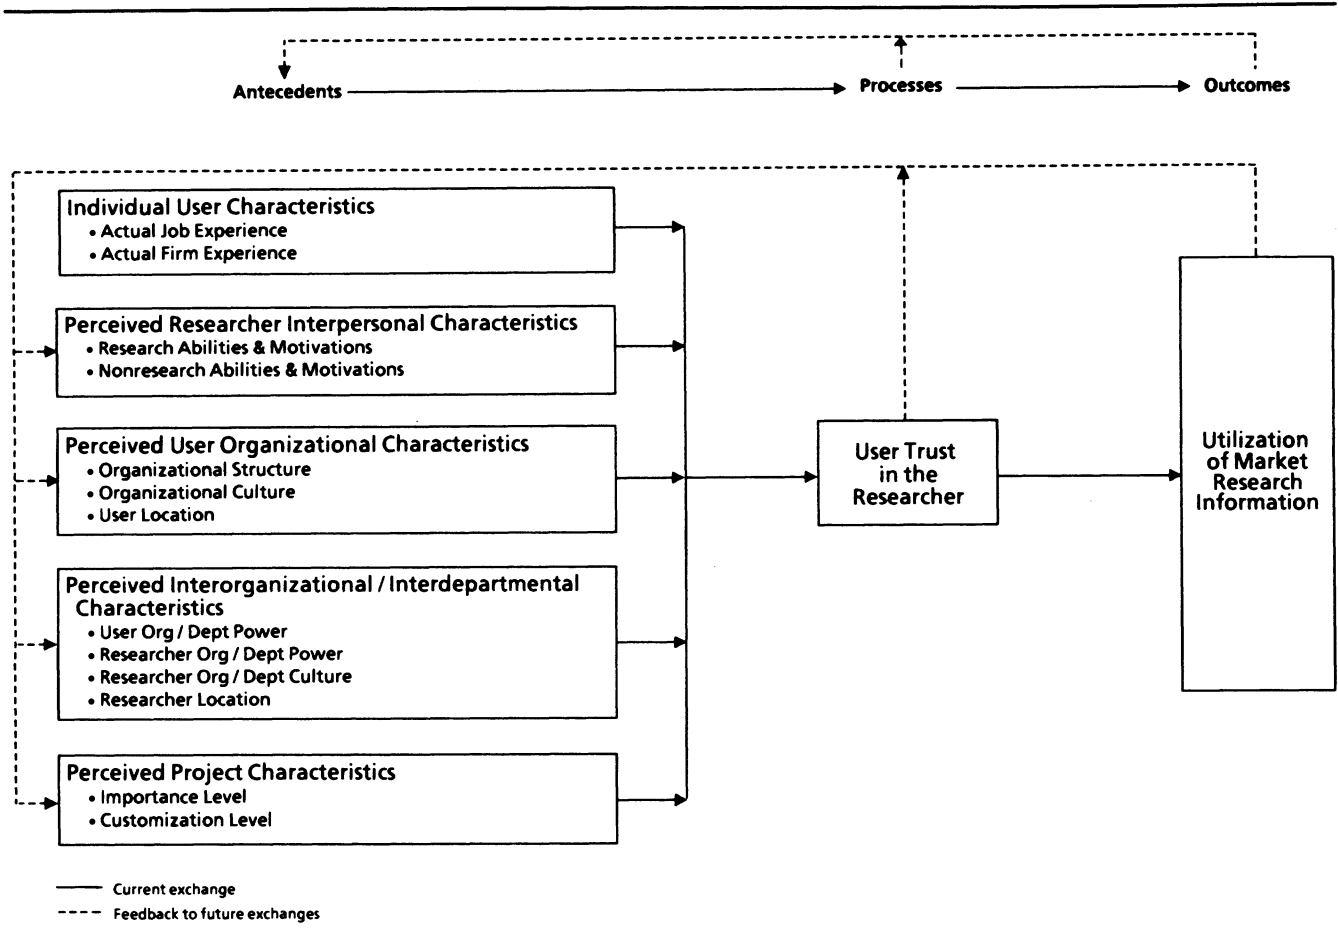 Antecedents
Processes
Outcomes
Individual User Characteristics
• Actual Job Experience
• Actual Firm Experience
Perceived Researcher Interpersonal Characteristics
• Research Abilities & Motivations
• Nonresearch Abilities & Motivations
Perceived User Organizational Characteristics
• Organizational Structure
• Organizational Culture
• User Location
Perceived Interorganizational / Interdepartmental
Characteristics
• User Org / Dept Power
• Researcher Org / Dept Power
• Researcher Org / Dept Culture
• Researcher Location
Perceived Project Characteristics
• Importance Level
• Customization Level
User Trust
in the
Researcher
Utilization
of Market
Research
Information
Current exchange
Feedback to future exchanges